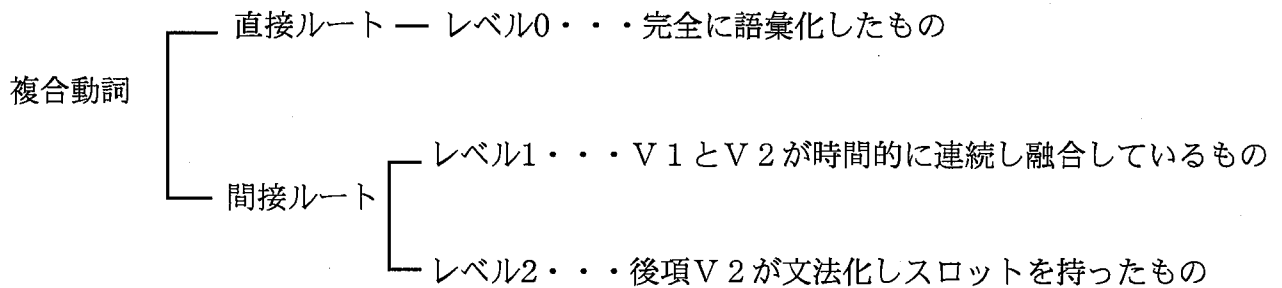 直接ルート ー レベル0・・・完全に語彙化したもの
複合動詞
レベル1・・・V1とV2が時間的に連続し融合しているもの
間接ルート
レベル2・・・後項V2が文法化しスロットを持ったもの